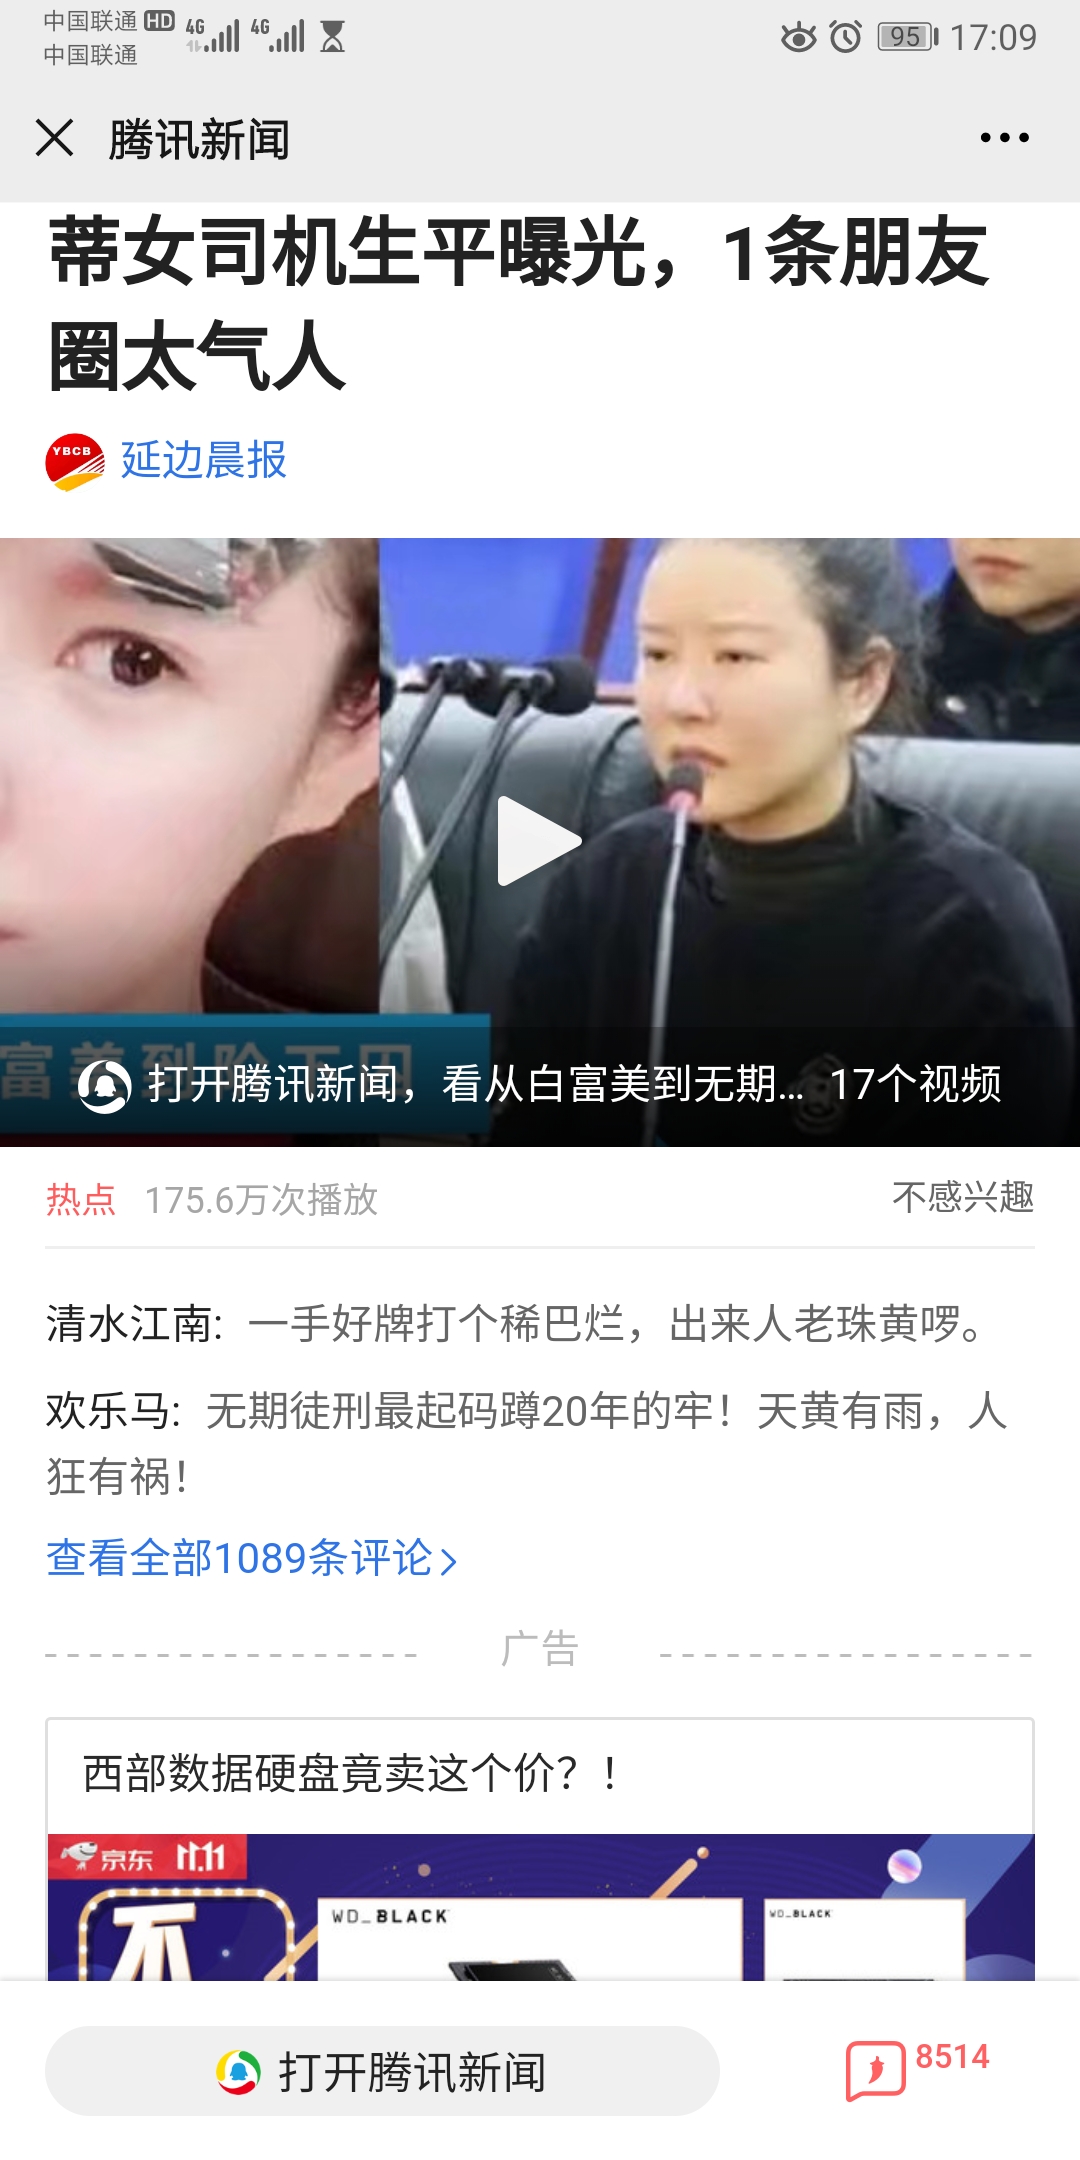 中国联通 HD 4G 4G
中国联通
95 17:09
腾讯新闻
蒂女司机生平曝光，1条朋友
圈太气人
YBCB 延边晨报
富美到阶下囚
打开腾讯新闻，看从白富美到无期... 17个视频
热点 175.6万次播放 不感兴趣
清水江南: 一手好牌打个稀巴烂，出来人老珠黄啰。
欢乐马: 无期徒刑最起码蹲20年的牢！天黄有雨，人
狂有祸！
查看全部1089条评论
广告
西部数据硬盘竟卖这个价？！
京东 11.11
不
WD_BLACK
WD_BLACK
打开腾讯新闻
8514